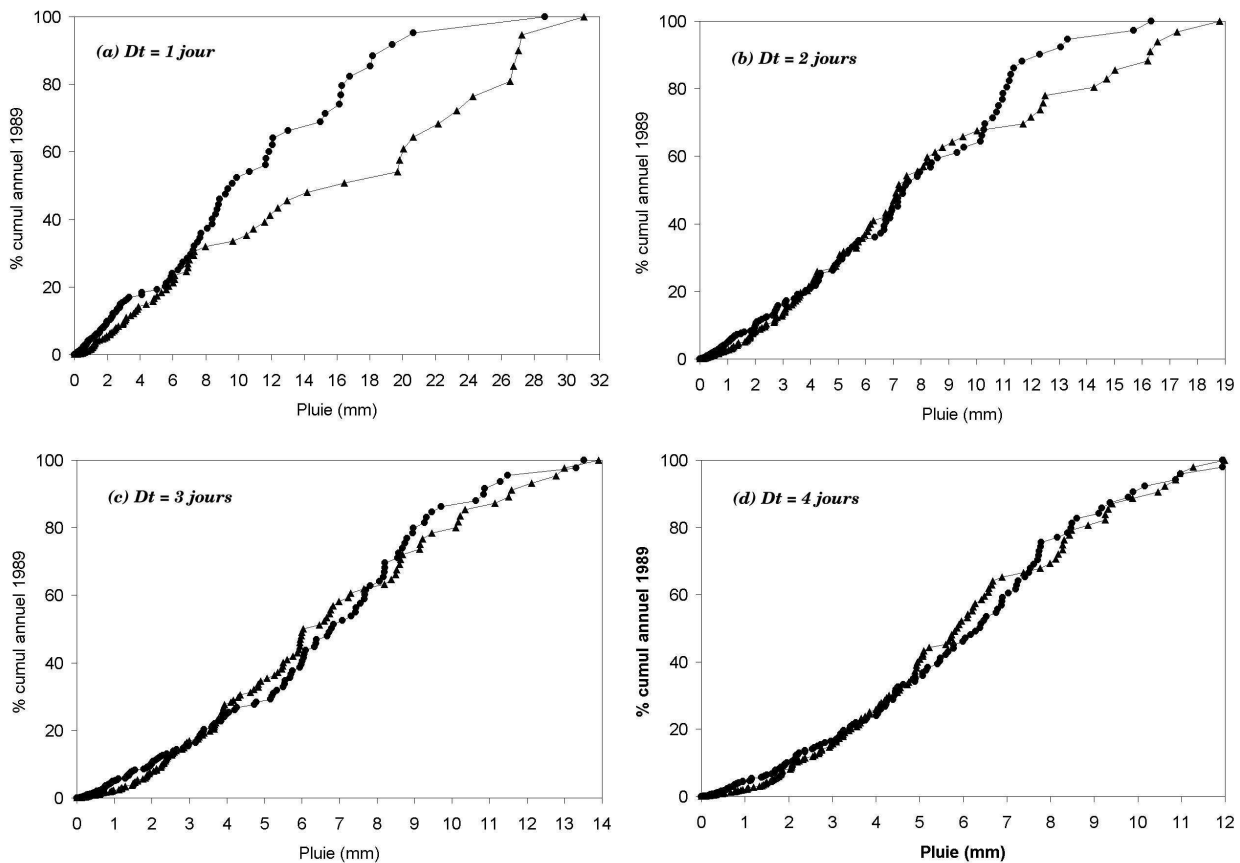 (a) Dt = 1 jour
% cumul annuel 1989
100
80
60
40
20
0
0 2 4 6 8 10 12 14 16 18 20 22 24 26 28 30 32
Pluie (mm)
(b) Dt = 2 jours
% cumul annuel 1989
100
80
60
40
20
0
0 1 2 3 4 5 6 7 8 9 10 11 12 13 14 15 16 17 18 19
Pluie (mm)
(c) Dt = 3 jours
% cumul annuel 1989
100
80
60
40
20
0
0 1 2 3 4 5 6 7 8 9 10 11 12 13 14
Pluie (mm)
(d) Dt = 4 jours
% cumul annuel 1989
100
80
60
40
20
0
0 1 2 3 4 5 6 7 8 9 10 11 12
Pluie (mm)